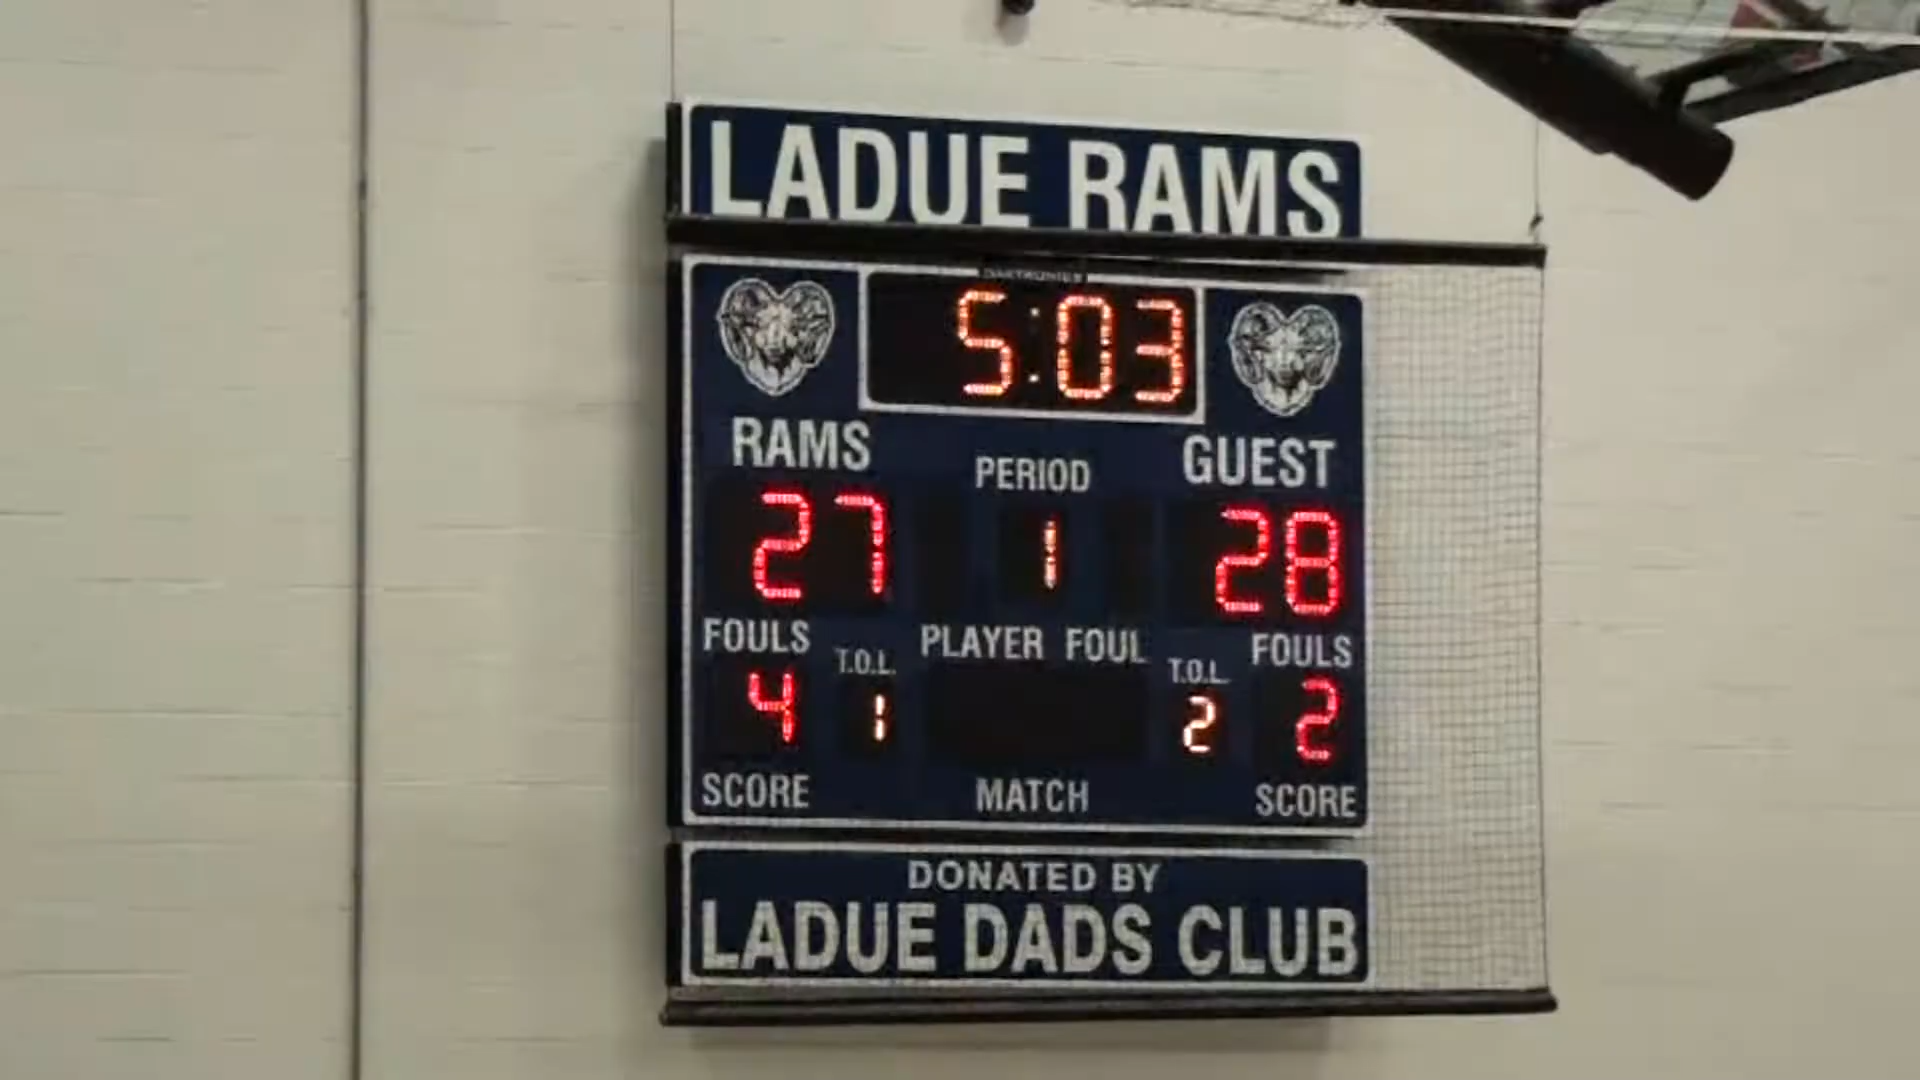 LADUE RAMS
DAKTRONICS
5:03
RAMS
PERIOD
GUEST
27
1
28
FOULS
T.O.L.
PLAYER FOUL
T.O.L.
FOULS
4
1
2
2
SCORE
MATCH
SCORE
DONATED BY
LADUE DADS CLUB